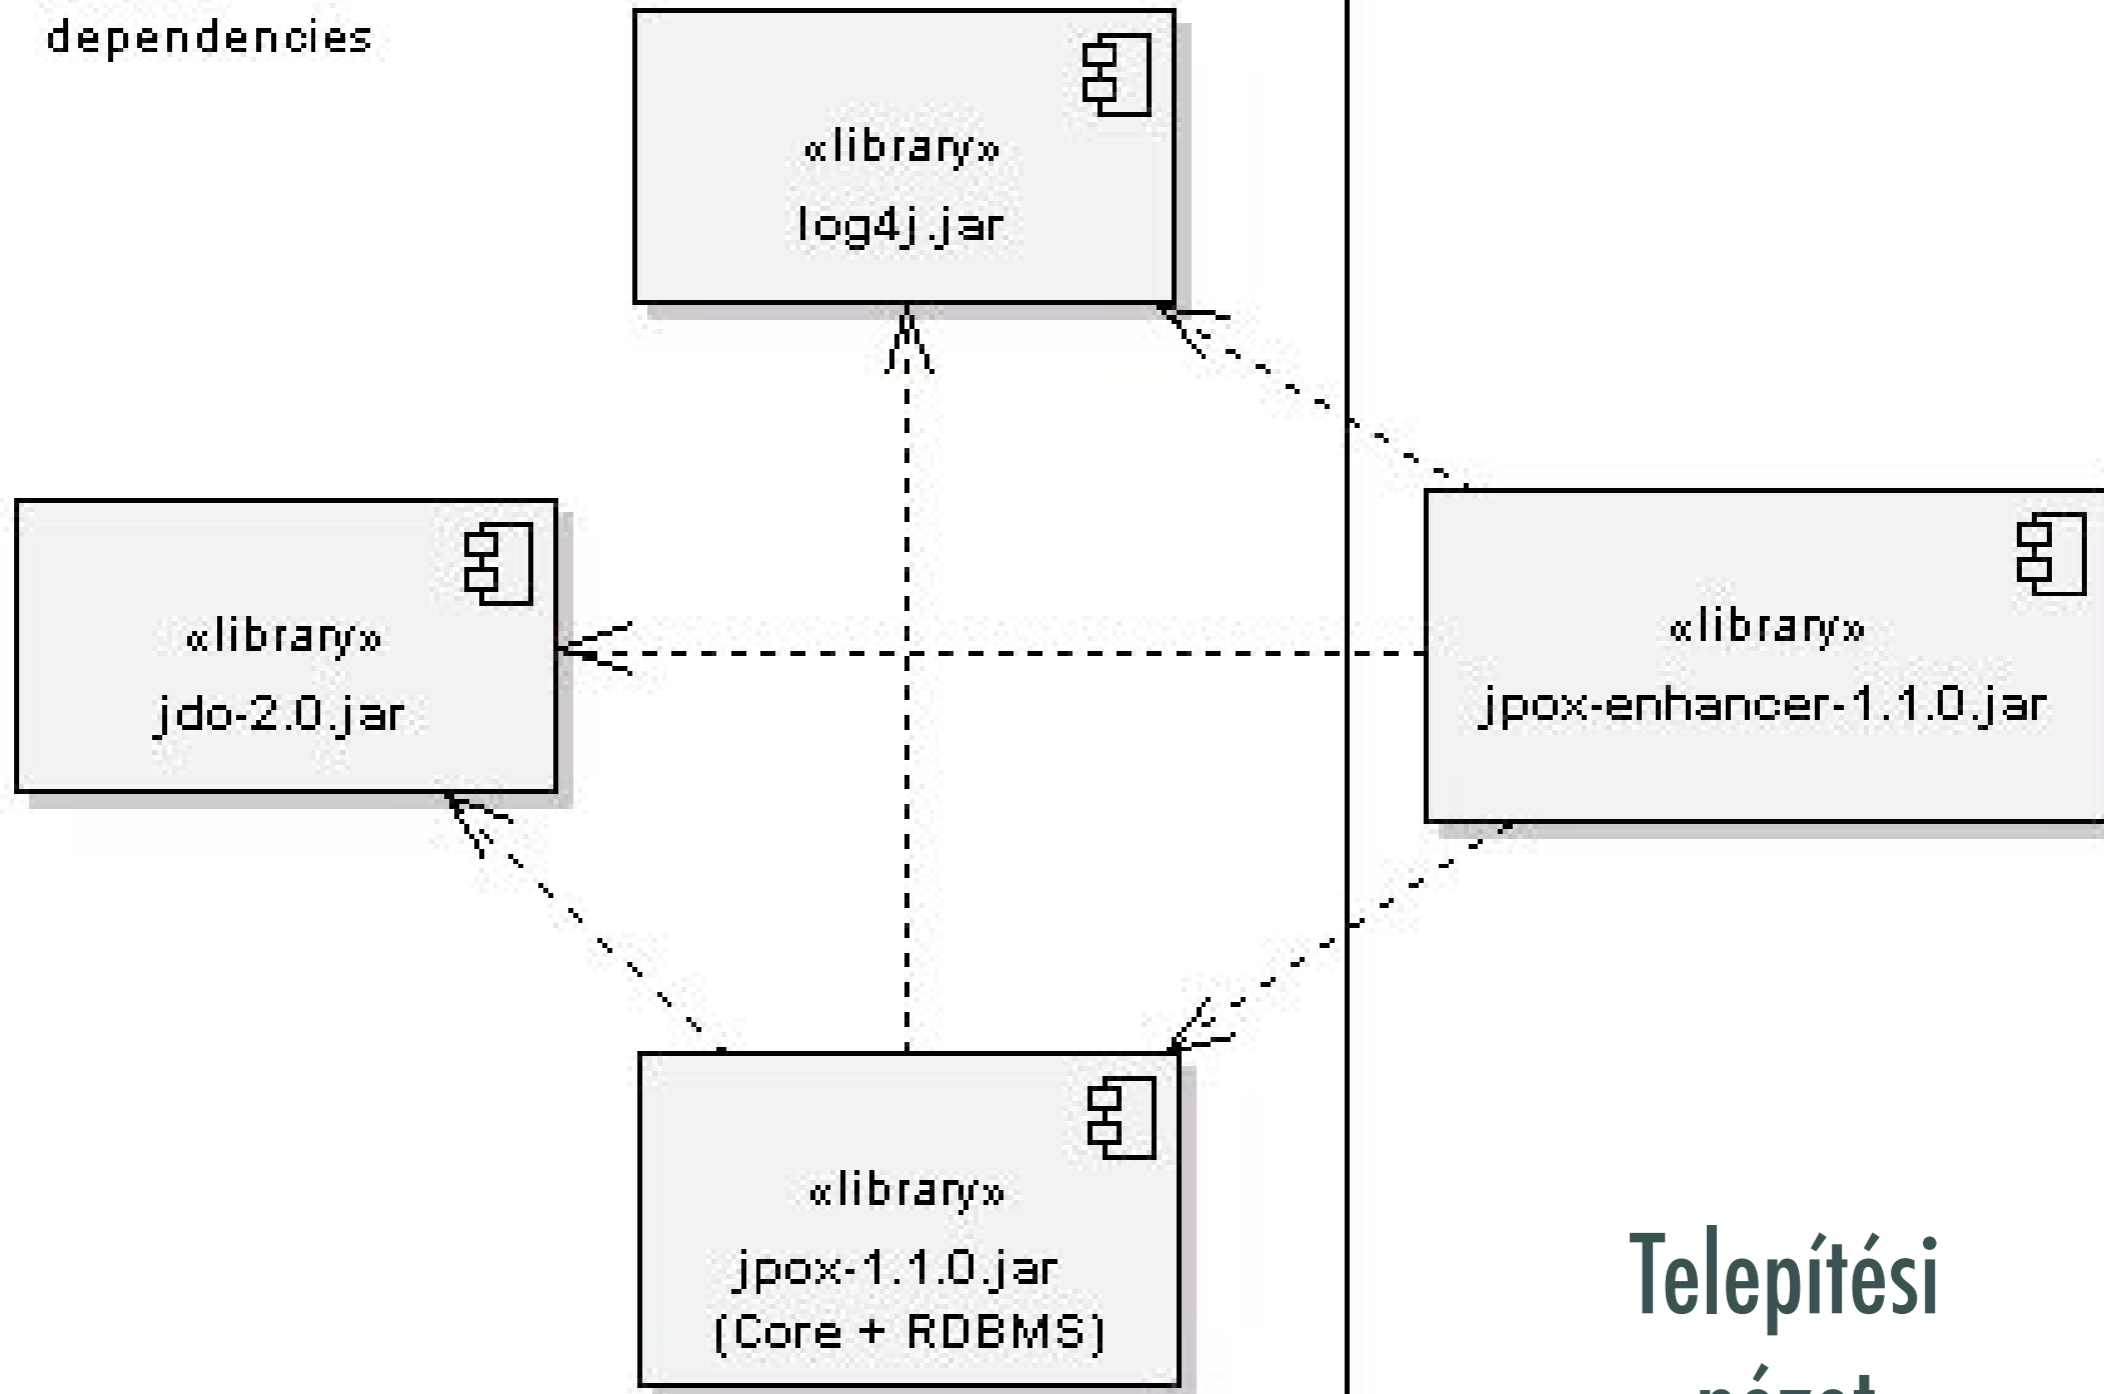 dependencies
«library»
log4j.jar
«library»
jdo-2.0.jar
«library»
jpox-enhancer-1.1.0.jar
«library»
jpox-1.1.0.jar
(Core + RDBMS)
Telepítési
nézet